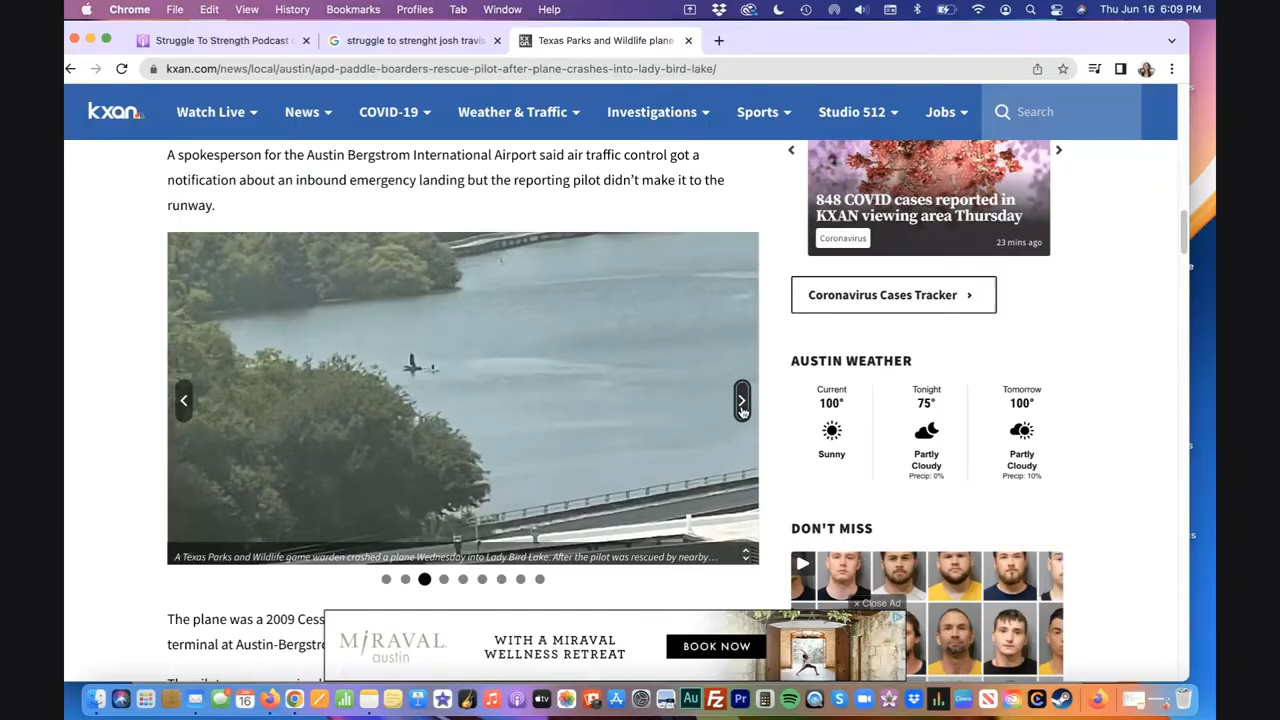 Chrome File Edit View History Bookmarks Profiles Tab Window Help Thu Jun 16 6:09 PM
Struggle To Strength Podcast
struggle to strenght josh travis
Texas Parks and Wildlife plane
kxan.com/news/local/austin/apd-paddle-boarders-rescue-pilot-after-plane-crashes-into-lady-bird-lake/
kxan Watch Live News COVID-19 Weather & Traffic Investigations Sports Studio 512 Jobs Search
A spokesperson for the Austin Bergstrom International Airport said air traffic control got a
notification about an inbound emergency landing but the reporting pilot didn't make it to the
runway.
A Texas Parks and Wildlife game warden crashed a plane Wednesday into Lady Bird Lake. After the pilot was rescued by nearby…
The plane was a 2009 Cess
terminal at Austin-Bergstr
848 COVID cases reported in
KXAN viewing area Thursday
Coronavirus
23 mins ago
Coronavirus Cases Tracker
AUSTIN WEATHER
Current Tonight Tomorrow
100° 75° 100°
Sunny Partly Partly
Cloudy Cloudy
Precip: 0% Precip: 10%
DON'T MISS
× Close Ad
MIRAVAL
austin
WITH A MIRAVAL
WELLNESS RETREAT
BOOK NOW
16